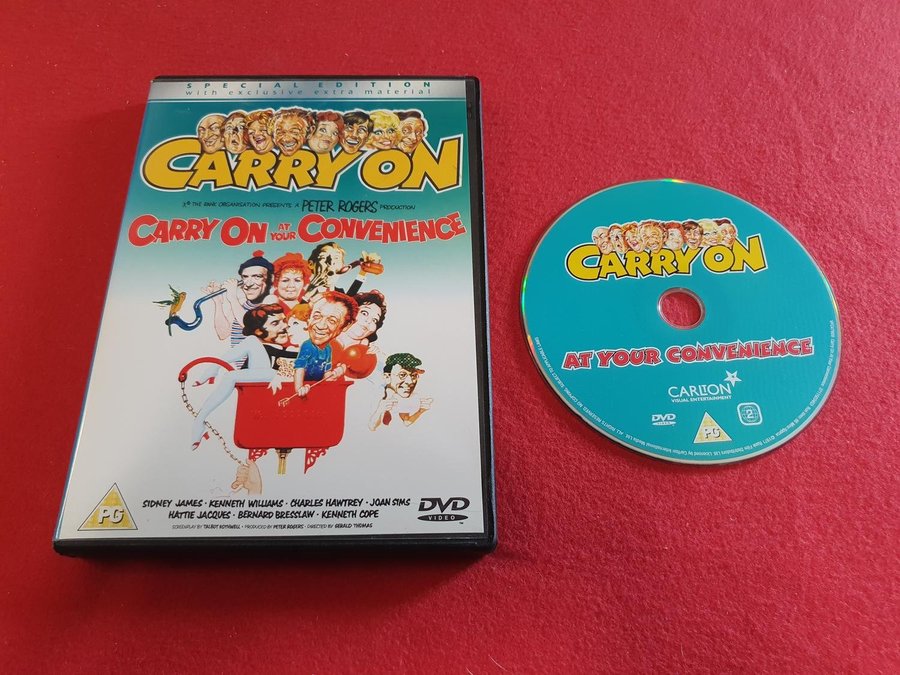 SPECIAL EDITION
with exclusive extra material
CARRY ON
THE RANK ORGANISATION PRESENTS A PETER ROGERS PRODUCTION
CARRY ON AT YOUR CONVENIENCE
SIDNEY JAMES · KENNETH WILLIAMS · CHARLES HAWTREY · JOAN SIMS
HATTIE JACQUES · BERNARD BRESSLAW · KENNETH COPE
SCREENPLAY BY TALBOT ROTHWELL · PRODUCED BY PETER ROGERS · DIRECTED BY GERALD THOMAS
PG
DVD
VIDEO
TM
CARRY ON
AT YOUR CONVENIENCE
CARLTON
VISUAL ENTERTAINMENT
DVD
VIDEO
PG
2